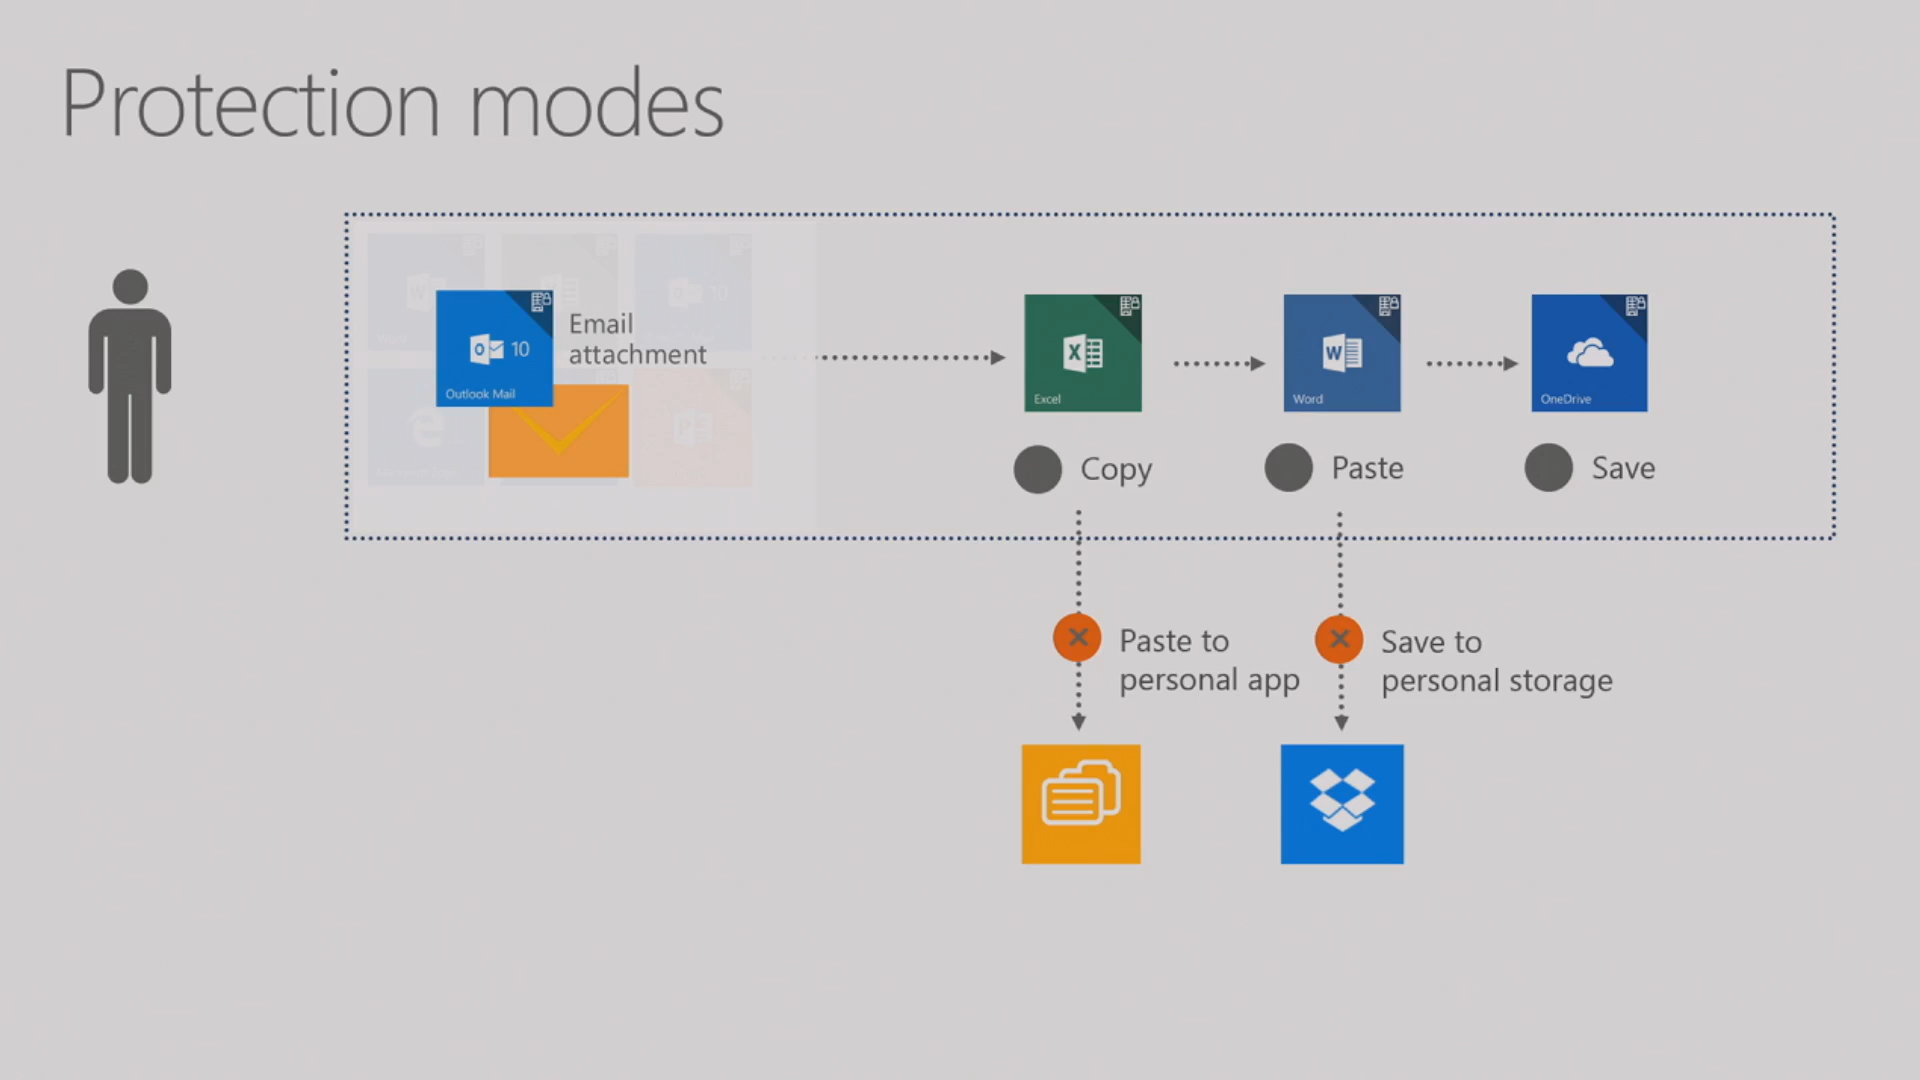 Protection modes
Email
attachment
10
Outlook Mail
X
Excel
W
Word
OneDrive
Copy
Paste
Save
Paste to
personal app
Save to
personal storage